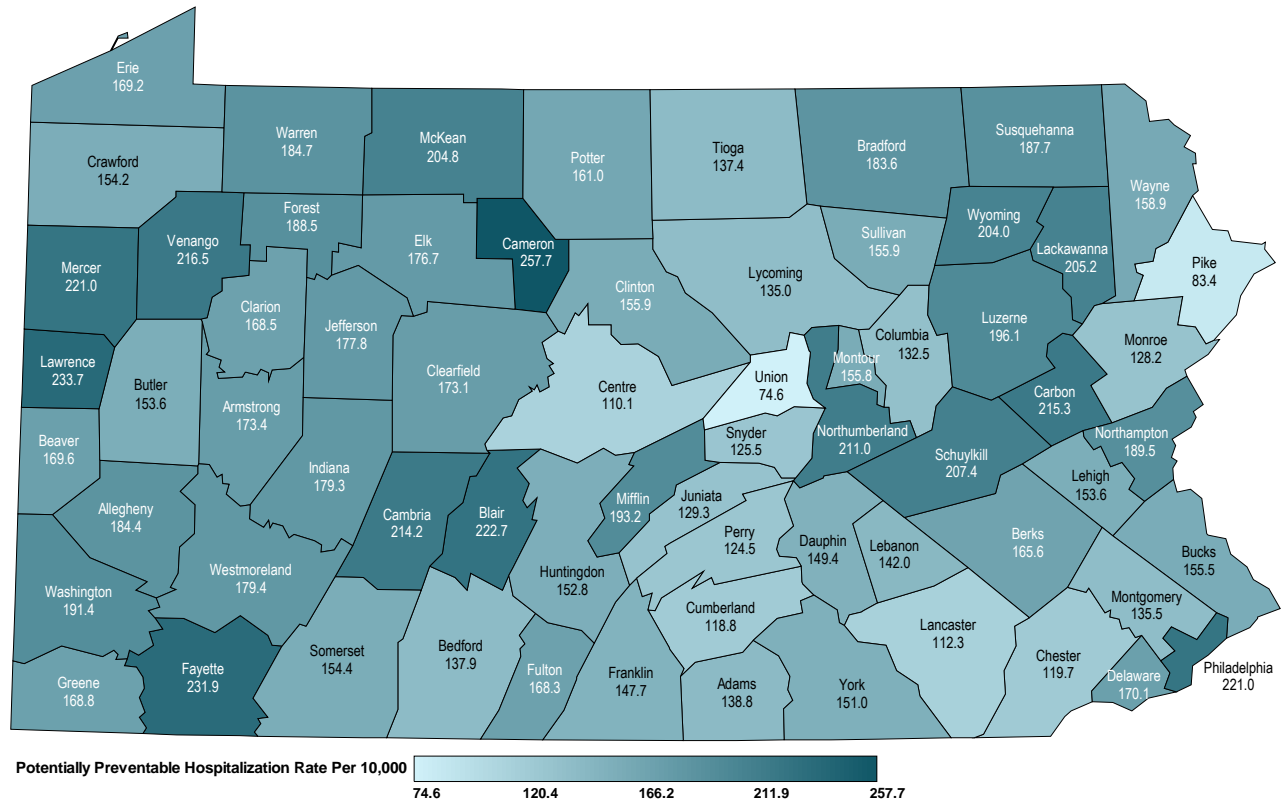 Erie
169.2
Warren
184.7
McKean
204.8
Potter
161.0
Tioga
137.4
Bradford
183.6
Susquehanna
187.7
Crawford
154.2
Wayne
158.9
Forest
188.5
Venango
216.5
Elk
176.7
Cameron
257.7
Sullivan
155.9
Wyoming
204.0
Lackawanna
205.2
Mercer
221.0
Pike
83.4
Lycoming
135.0
Clinton
155.9
Clarion
168.5
Jefferson
177.8
Luzerne
196.1
Columbia
132.5
Monroe
128.2
Lawrence
233.7
Montour
155.8
Butler
153.6
Clearfield
173.1
Centre
110.1
Union
74.6
Carbon
215.3
Armstrong
173.4
Beaver
169.6
Snyder
125.5
Northumberland
211.0
Northampton
189.5
Schuylkill
207.4
Indiana
179.3
Lehigh
153.6
Allegheny
184.4
Cambria
214.2
Blair
222.7
Mifflin
193.2
Juniata
129.3
Perry
124.5
Dauphin
149.4
Lebanon
142.0
Berks
165.6
Bucks
155.5
Westmoreland
179.4
Huntingdon
152.8
Washington
191.4
Montgomery
135.5
Cumberland
118.8
Lancaster
112.3
Somerset
154.4
Bedford
137.9
Chester
119.7
Fayette
231.9
Fulton
168.3
Franklin
147.7
Philadelphia
221.0
Delaware
170.1
Greene
168.8
Adams
138.8
York
151.0
Potentially Preventable Hospitalization Rate Per 10,000
74.6 120.4 166.2 211.9 257.7